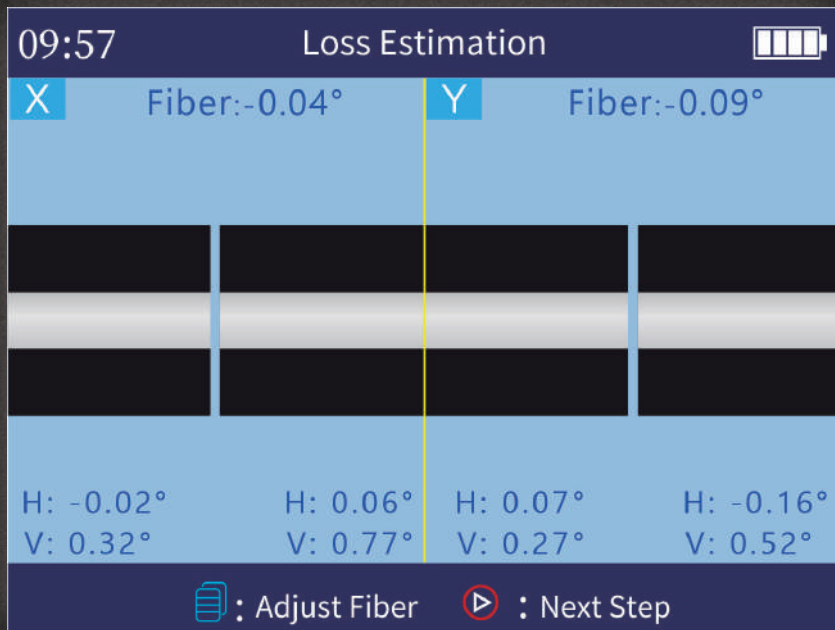 09:57 Loss Estimation
X Fiber:-0.04° Y Fiber:-0.09°
H: -0.02° H: 0.06° H: 0.07° H: -0.16°
V: 0.32° V: 0.77° V: 0.27° V: 0.52°
: Adjust Fiber : Next Step